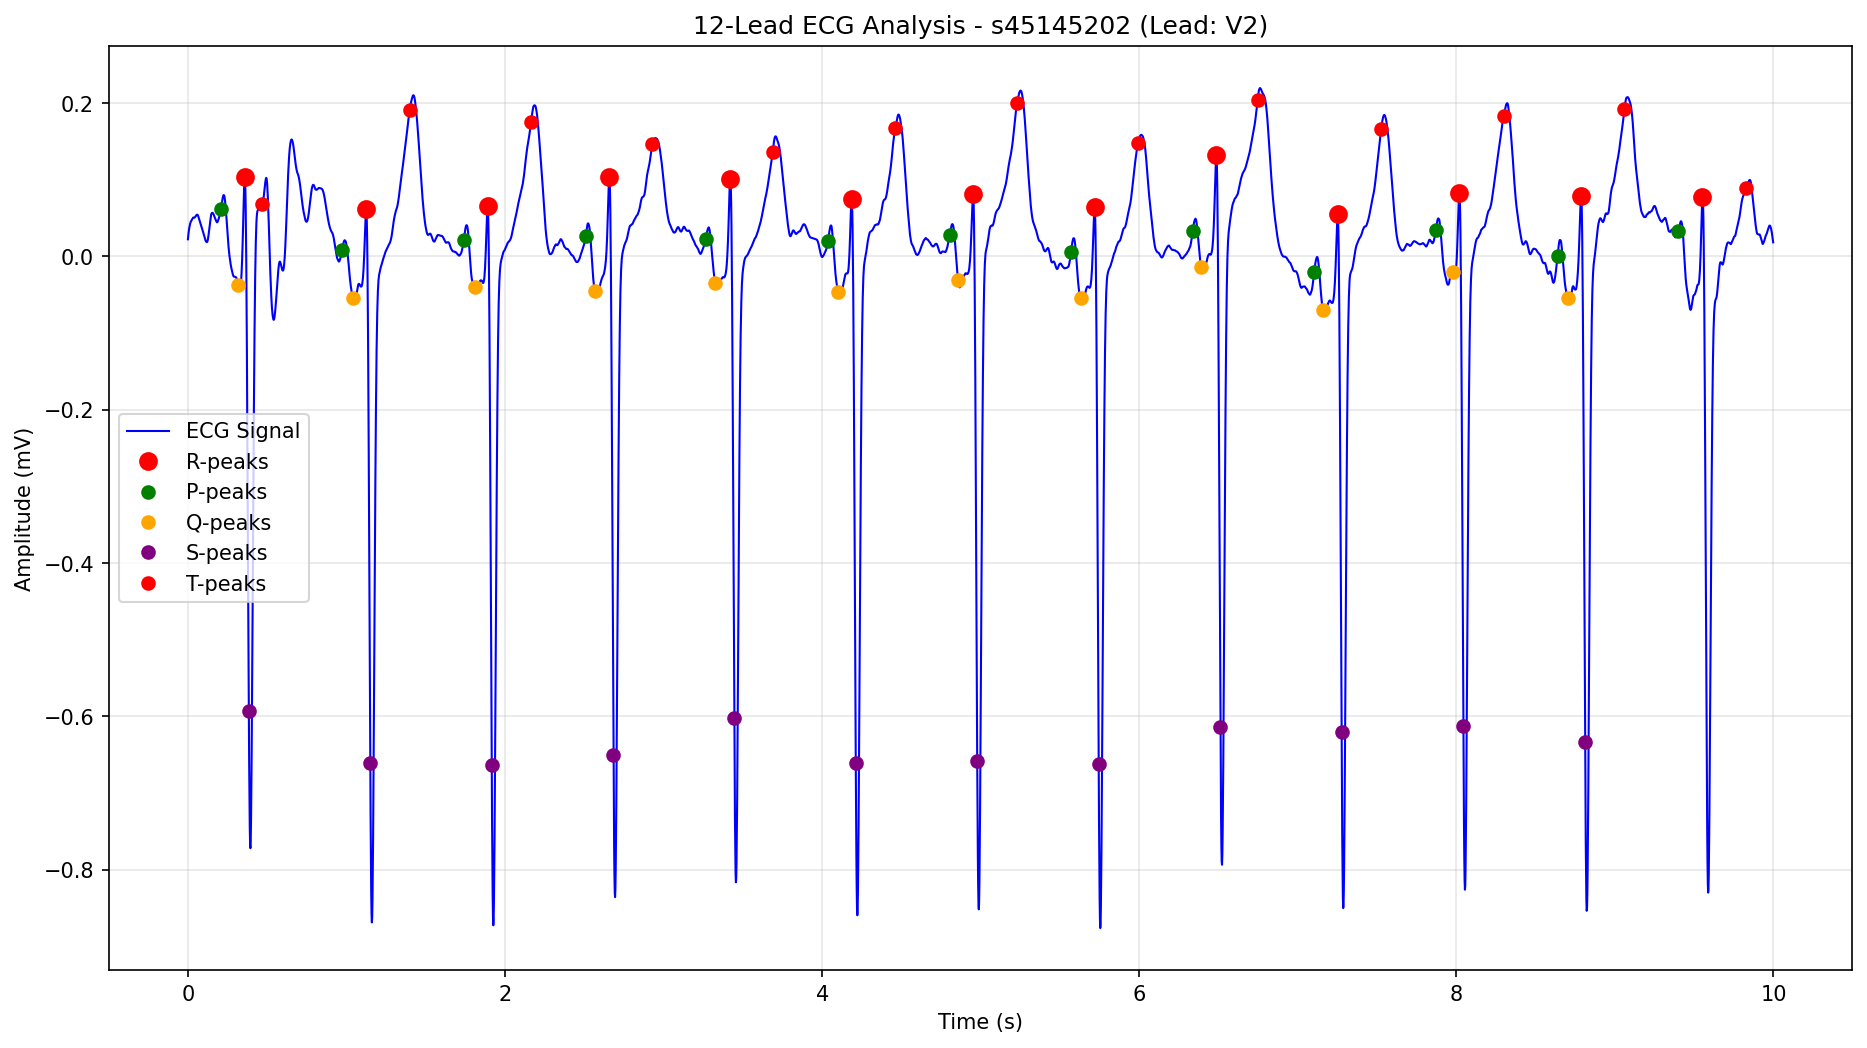 12-Lead ECG Analysis - s45145202 (Lead: V2)
0.2
0.0
−0.2
−0.4
−0.6
−0.8
Amplitude (mV)
ECG Signal
R-peaks
P-peaks
Q-peaks
S-peaks
T-peaks
0 2 4 6 8 10
Time (s)